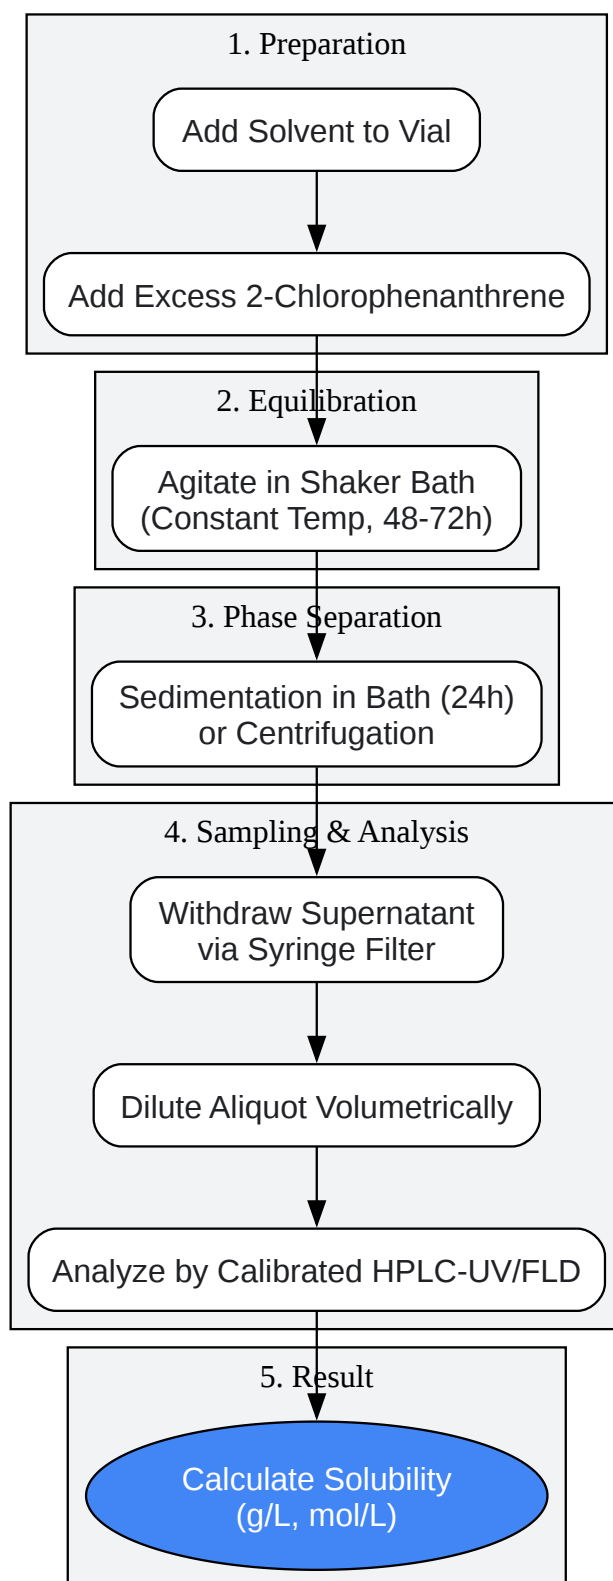 1. Preparation
Add Solvent to Vial
Add Excess 2-Chlorophenanthrene
2. Equilibration
Agitate in Shaker Bath
(Constant Temp, 48-72h)
3. Phase Separation
Sedimentation in Bath (24h)
or Centrifugation
4. Sampling & Analysis
Withdraw Supernatant
via Syringe Filter
Dilute Aliquot Volumetrically
Analyze by Calibrated HPLC-UV/FLD
5. Result
Calculate Solubility
(g/L, mol/L)